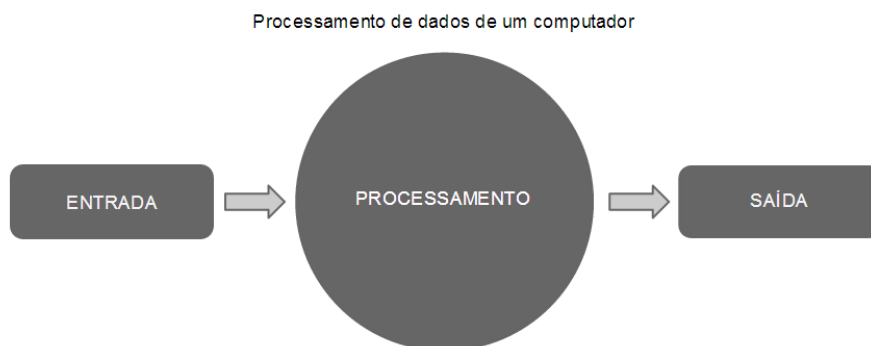 Processamento de dados de um computador
ENTRADA
PROCESSAMENTO
SAÍDA